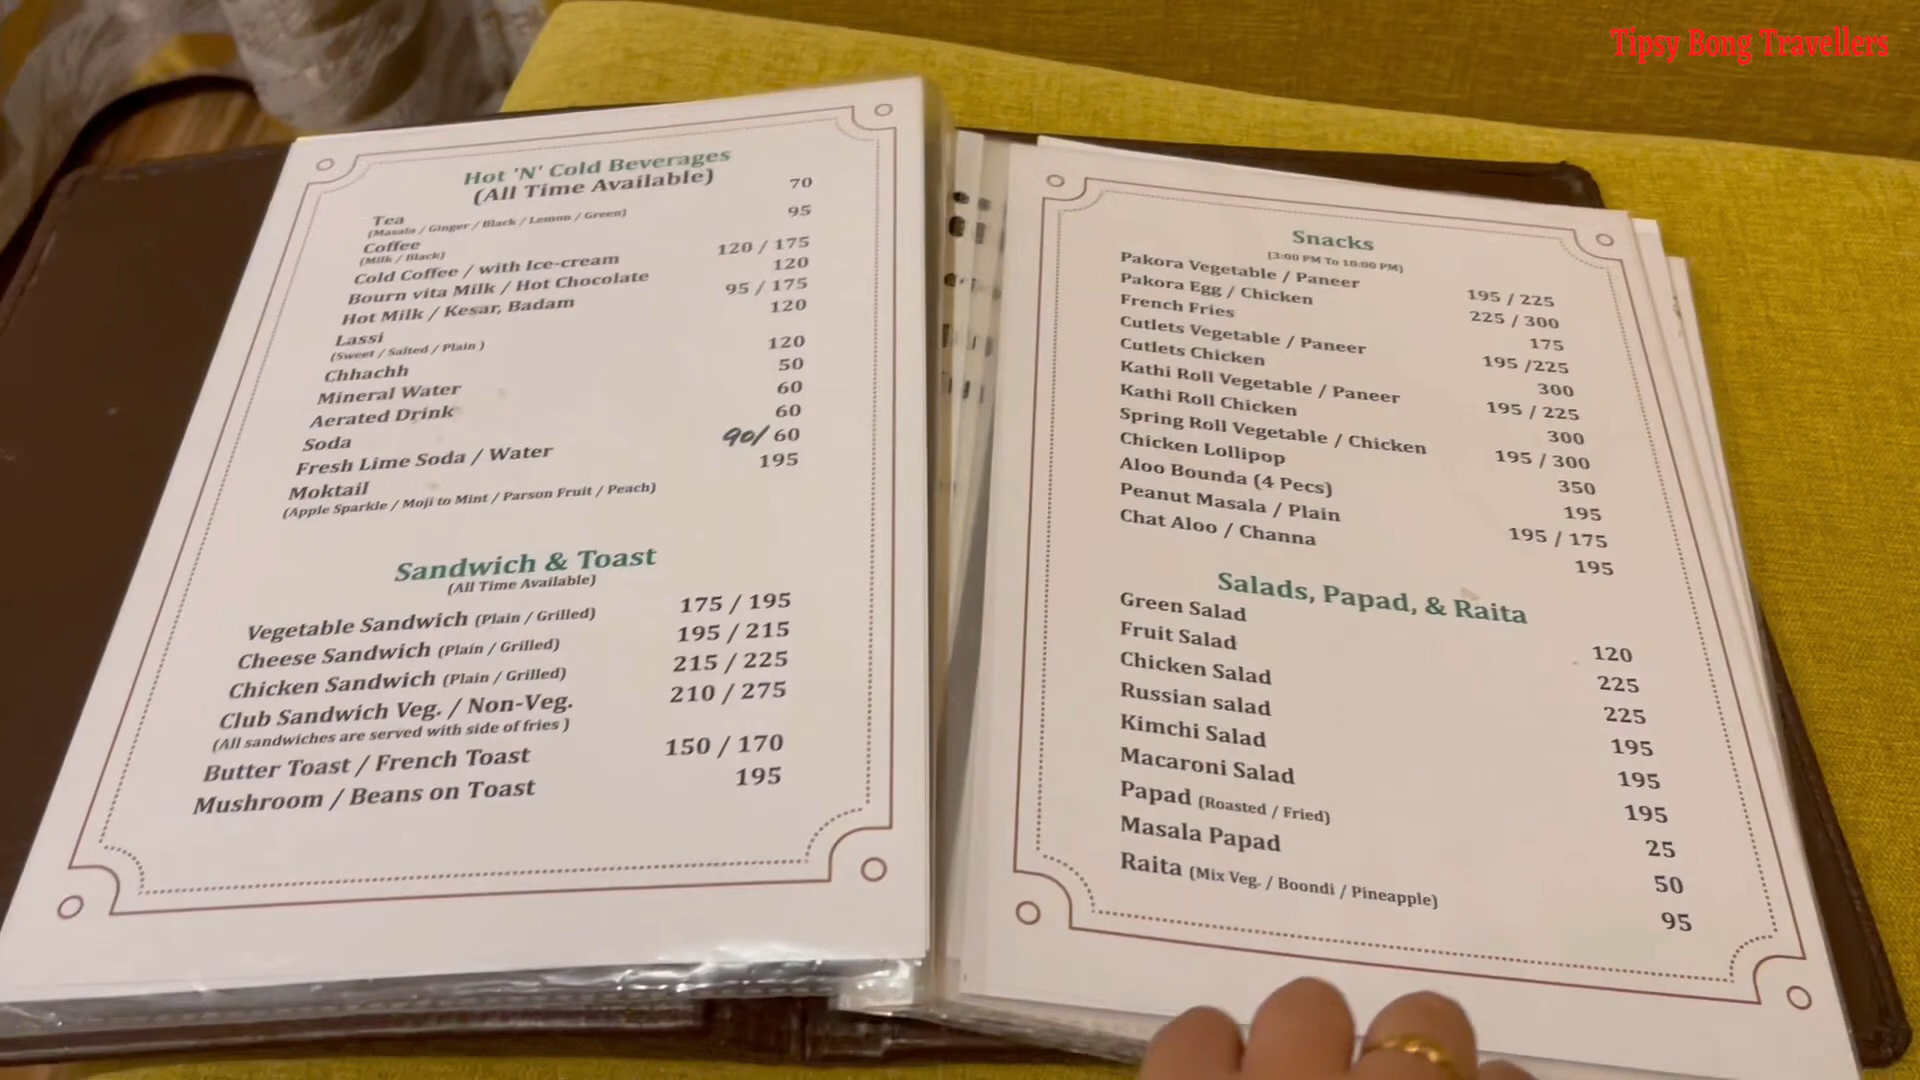 Tipsy Bong Travellers
Hot 'N' Cold Beverages
(All Time Available)
Tea 70
(Masala / Ginger / Black / Lemon / Green)
Coffee 95
(Milk / Black)
Cold Coffee / with Ice-cream 120 / 175
Bourn vita Milk / Hot Chocolate 120
Hot Milk / Kesar, Badam 95 / 175
Lassi 120
(Sweet / Salted / Plain )
Chhachh 120
Mineral Water 50
Aerated Drink 60
Soda 60
Fresh Lime Soda / Water 90/ 60
Moktail 195
(Apple Sparkle / Moji to Mint / Parson Fruit / Peach)
Sandwich & Toast
(All Time Available)
Vegetable Sandwich (Plain / Grilled) 175 / 195
Cheese Sandwich (Plain / Grilled) 195 / 215
Chicken Sandwich (Plain / Grilled) 215 / 225
Club Sandwich Veg. / Non-Veg. 210 / 275
(All sandwiches are served with side of fries )
Butter Toast / French Toast 150 / 170
Mushroom / Beans on Toast 195
Snacks
(3:00 PM To 10:00 PM)
Pakora Vegetable / Paneer 195 / 225
Pakora Egg / Chicken 225 / 300
French Fries 175
Cutlets Vegetable / Paneer 195 /225
Cutlets Chicken 300
Kathi Roll Vegetable / Paneer 195 / 225
Kathi Roll Chicken 300
Spring Roll Vegetable / Chicken 195 / 300
Chicken Lollipop 350
Aloo Bounda (4 Pecs) 195
Peanut Masala / Plain 195 / 175
Chat Aloo / Channa 195
Salads, Papad, & Raita
Green Salad 120
Fruit Salad 225
Chicken Salad 225
Russian salad 195
Kimchi Salad 195
Macaroni Salad 195
Papad (Roasted / Fried) 25
Masala Papad 50
Raita (Mix Veg. / Boondi / Pineapple) 95